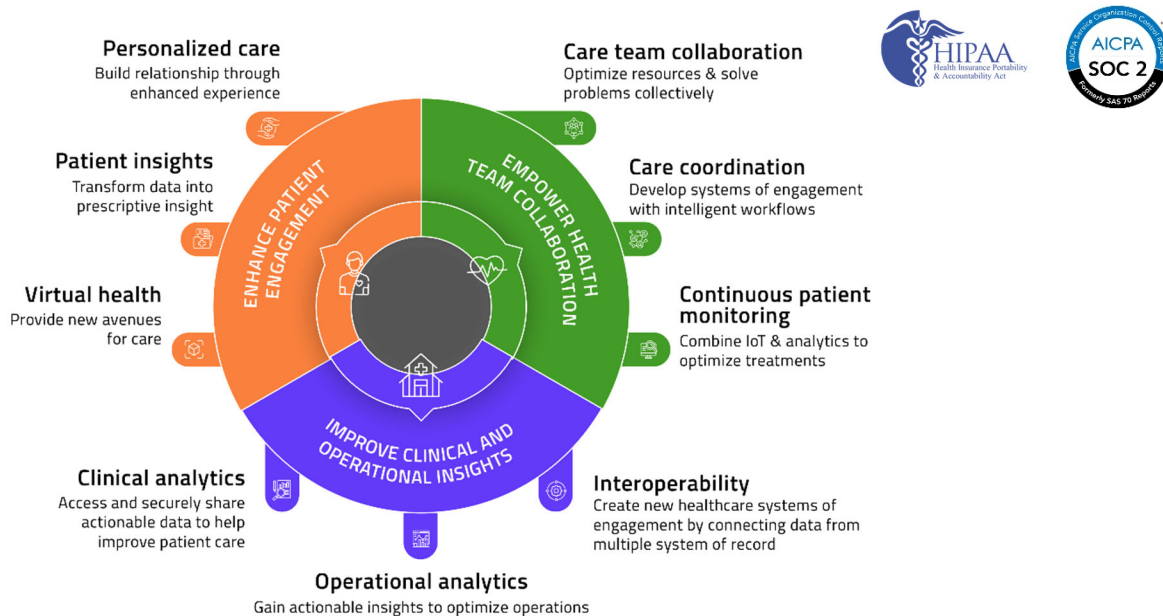 Personalized care
Build relationship through
enhanced experience
Patient insights
Transform data into
prescriptive insight
Virtual health
Provide new avenues
for care
ENHANCE PATIENT
ENGAGEMENT
Care team collaboration
Optimize resources & solve
problems collectively
Care coordination
Develop systems of engagement
with intelligent workflows
Continuous patient
monitoring
Combine IoT & analytics to
optimize treatments
EMPOWER HEALTH
TEAM COLLABORATION
IMPROVE CLINICAL AND
OPERATIONAL INSIGHTS
Clinical analytics
Access and securely share
actionable data to help
improve patient care
Operational analytics
Gain actionable insights to optimize operations
Interoperability
Create new healthcare systems of
engagement by connecting data from
multiple system of record
HIPAA
Health Insurance Portability
& Accountability Act
AICPA Service Organization Control Reports
AICPA
SOC 2
Formerly SAS 70 Reports